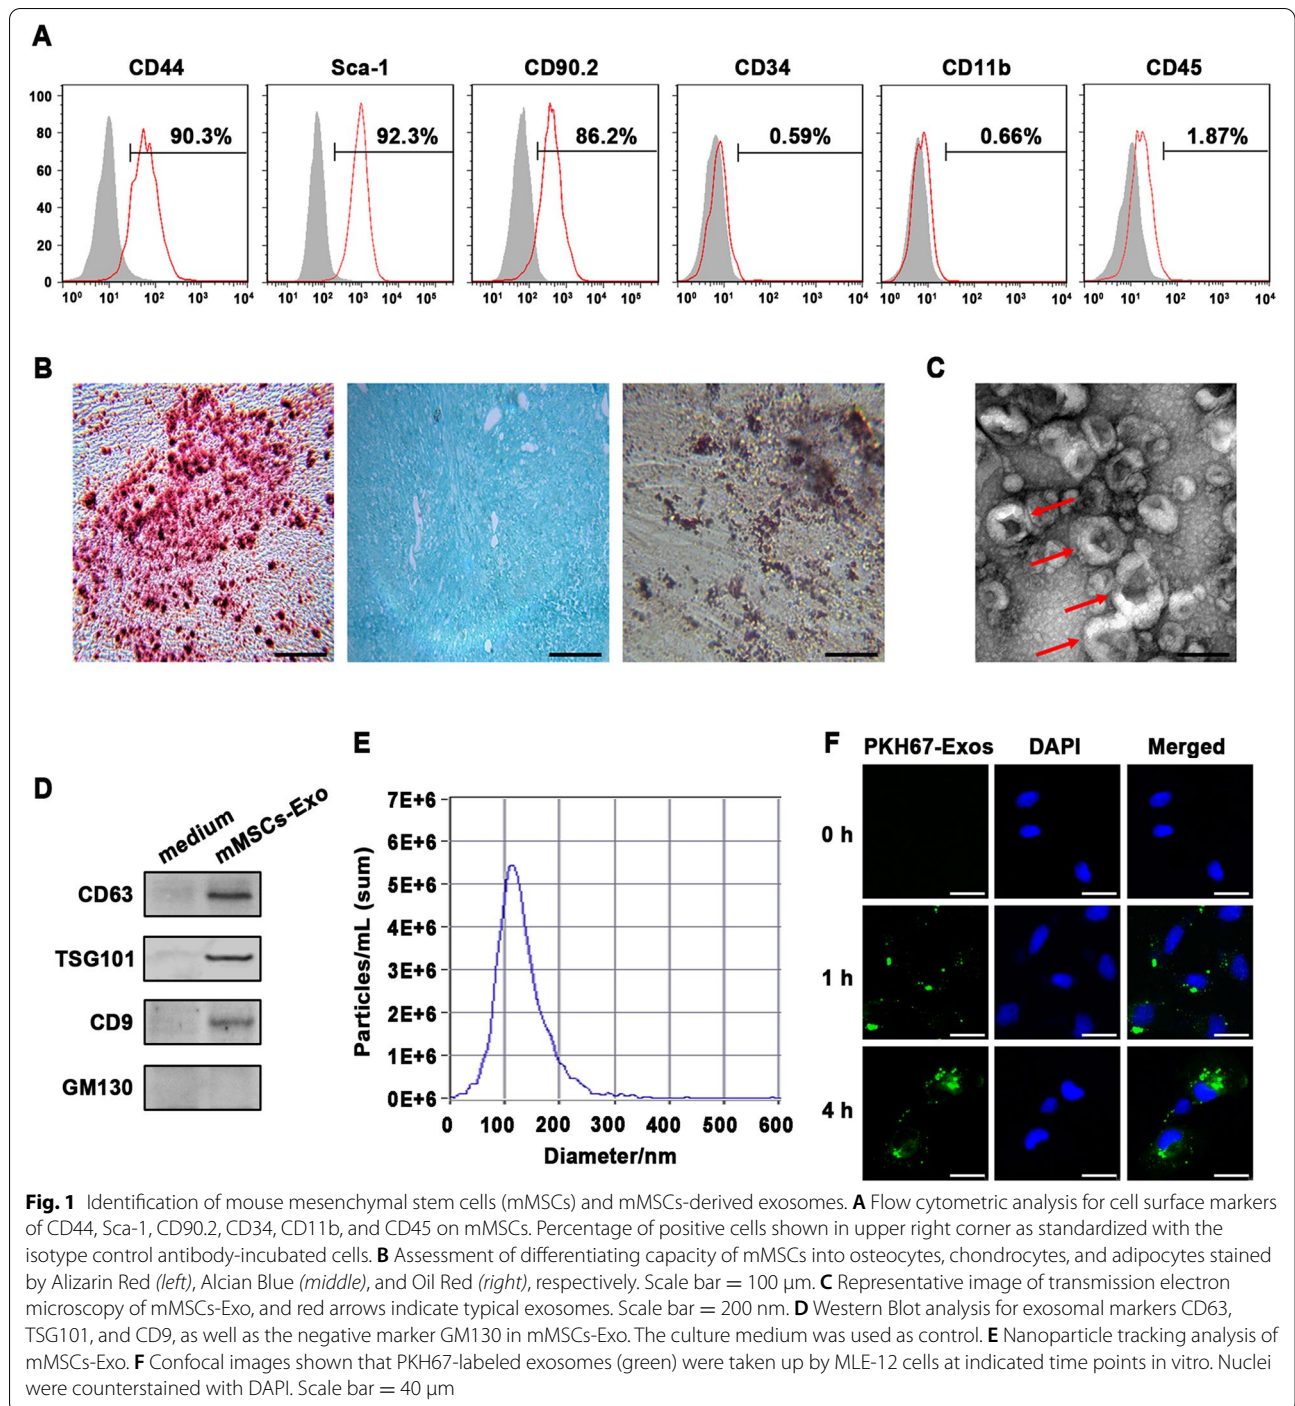 A
CD44 Sca-1 CD90.2 CD34 CD11b CD45
100
80
60
40
20
0
90.3% 92.3% 86.2% 0.59% 0.66% 1.87%
10⁰ 10¹ 10² 10³ 10⁴
10¹ 10² 10³ 10⁴ 10⁵
10¹ 10² 10³ 10⁴ 10⁵
10⁰ 10¹ 10² 10³ 10⁴
10⁰ 10¹ 10² 10³ 10⁴
10⁰ 10¹ 10² 10³ 10⁴
B
C
D
medium mMSCs-Exo
CD63
TSG101
CD9
GM130
E
Particles/mL (sum)
7E+6
6E+6
5E+6
4E+6
3E+6
2E+6
1E+6
0E+6
0 100 200 300 400 500 600
Diameter/nm
F
PKH67-Exos DAPI Merged
0 h
1 h
4 h
Fig. 1 Identification of mouse mesenchymal stem cells (mMSCs) and mMSCs-derived exosomes. A Flow cytometric analysis for cell surface markers
of CD44, Sca-1, CD90.2, CD34, CD11b, and CD45 on mMSCs. Percentage of positive cells shown in upper right corner as standardized with the
isotype control antibody-incubated cells. B Assessment of differentiating capacity of mMSCs into osteocytes, chondrocytes, and adipocytes stained
by Alizarin Red (left), Alcian Blue (middle), and Oil Red (right), respectively. Scale bar = 100 μm. C Representative image of transmission electron
microscopy of mMSCs-Exo, and red arrows indicate typical exosomes. Scale bar = 200 nm. D Western Blot analysis for exosomal markers CD63,
TSG101, and CD9, as well as the negative marker GM130 in mMSCs-Exo. The culture medium was used as control. E Nanoparticle tracking analysis of
mMSCs-Exo. F Confocal images shown that PKH67-labeled exosomes (green) were taken up by MLE-12 cells at indicated time points in vitro. Nuclei
were counterstained with DAPI. Scale bar = 40 μm